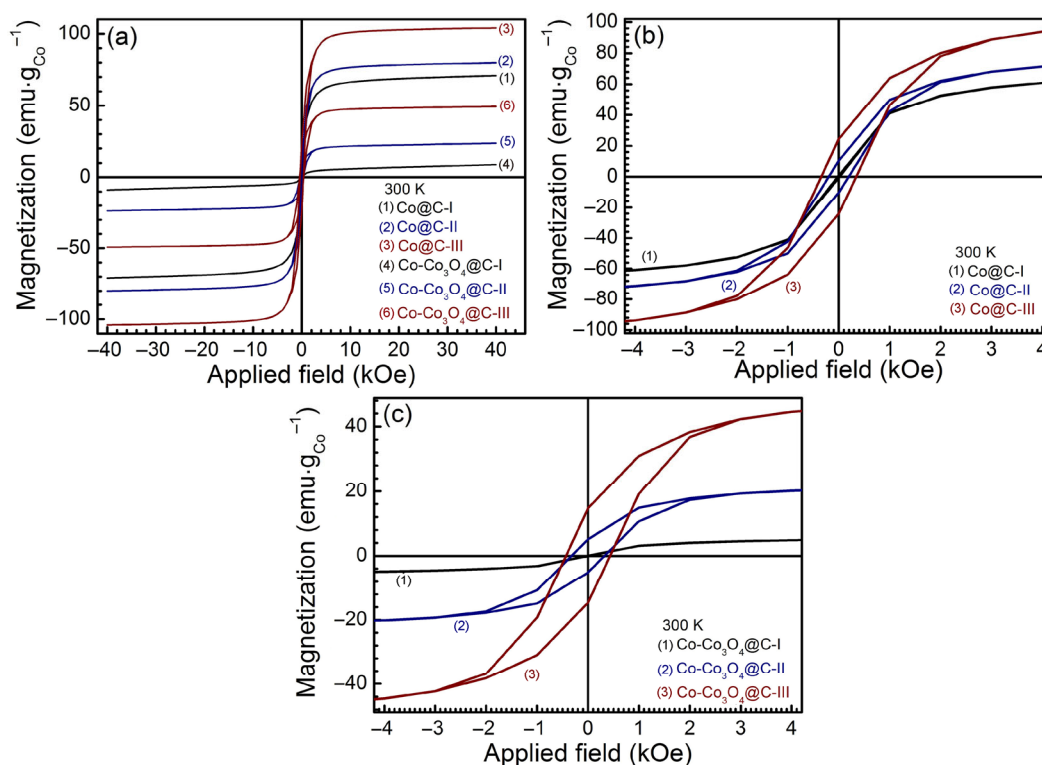 (a)
Magnetization (emu·g_Co^−1)
100
50
0
−50
−100
(3)
(2)
(1)
(6)
(5)
(4)
300 K
(1) Co@C-I
(2) Co@C-II
(3) Co@C-III
(4) Co-Co₃O₄@C-I
(5) Co-Co₃O₄@C-II
(6) Co-Co₃O₄@C-III
−40 −30 −20 −10 0 10 20 30 40
Applied field (kOe)
(b)
Magnetization (emu·g_Co^−1)
100
80
60
40
20
0
−20
−40
−60
−80
−100
(1)
(2)
(3)
300 K
(1) Co@C-I
(2) Co@C-II
(3) Co@C-III
−4 −3 −2 −1 0 1 2 3 4
Applied field (kOe)
(c)
Magnetization (emu·g_Co^−1)
40
20
0
−20
−40
(1)
(2)
(3)
300 K
(1) Co-Co₃O₄@C-I
(2) Co-Co₃O₄@C-II
(3) Co-Co₃O₄@C-III
−4 −3 −2 −1 0 1 2 3 4
Applied field (kOe)